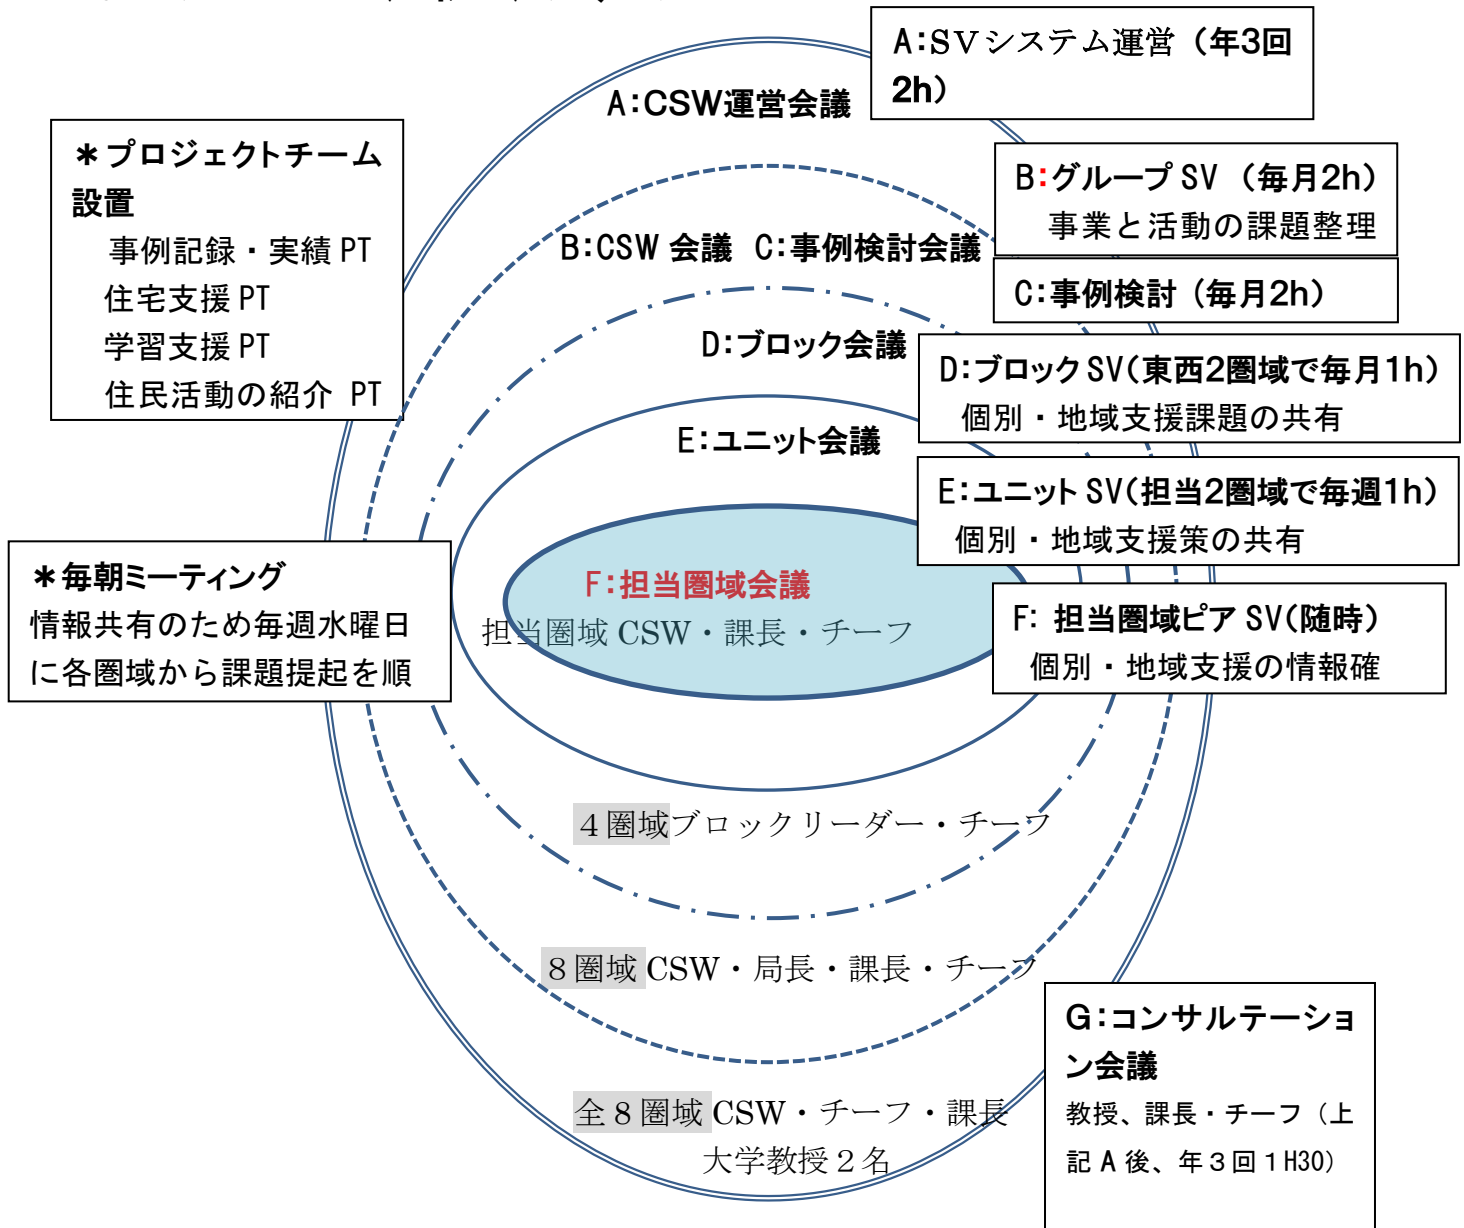 A:SVシステム運営（年3回
2h）
A:CSW運営会議
＊プロジェクトチーム
設置
事例記録・実績 PT
住宅支援 PT
学習支援 PT
住民活動の紹介 PT
B:グループ SV （毎月2h）
事業と活動の課題整理
B:CSW 会議 C:事例検討会議
C:事例検討（毎月2h）
D:ブロック会議
D:ブロック SV(東西2圏域で毎月1h）
個別・地域支援課題の共有
E:ユニット会議
E:ユニット SV(担当2圏域で毎週1h）
個別・地域支援策の共有
＊毎朝ミーティング
情報共有のため毎週水曜日
に各圏域から課題提起を順
F:担当圏域会議
担当圏域 CSW・課長・チーフ
F: 担当圏域ピア SV(随時）
個別・地域支援の情報確
４圏域ブロックリーダー・チーフ
８圏域 CSW・局長・課長・チーフ
全８圏域 CSW・チーフ・課長
大学教授２名
G:コンサルテーショ
ン会議
教授、課長・チーフ（上
記 A 後、年３回１H30）